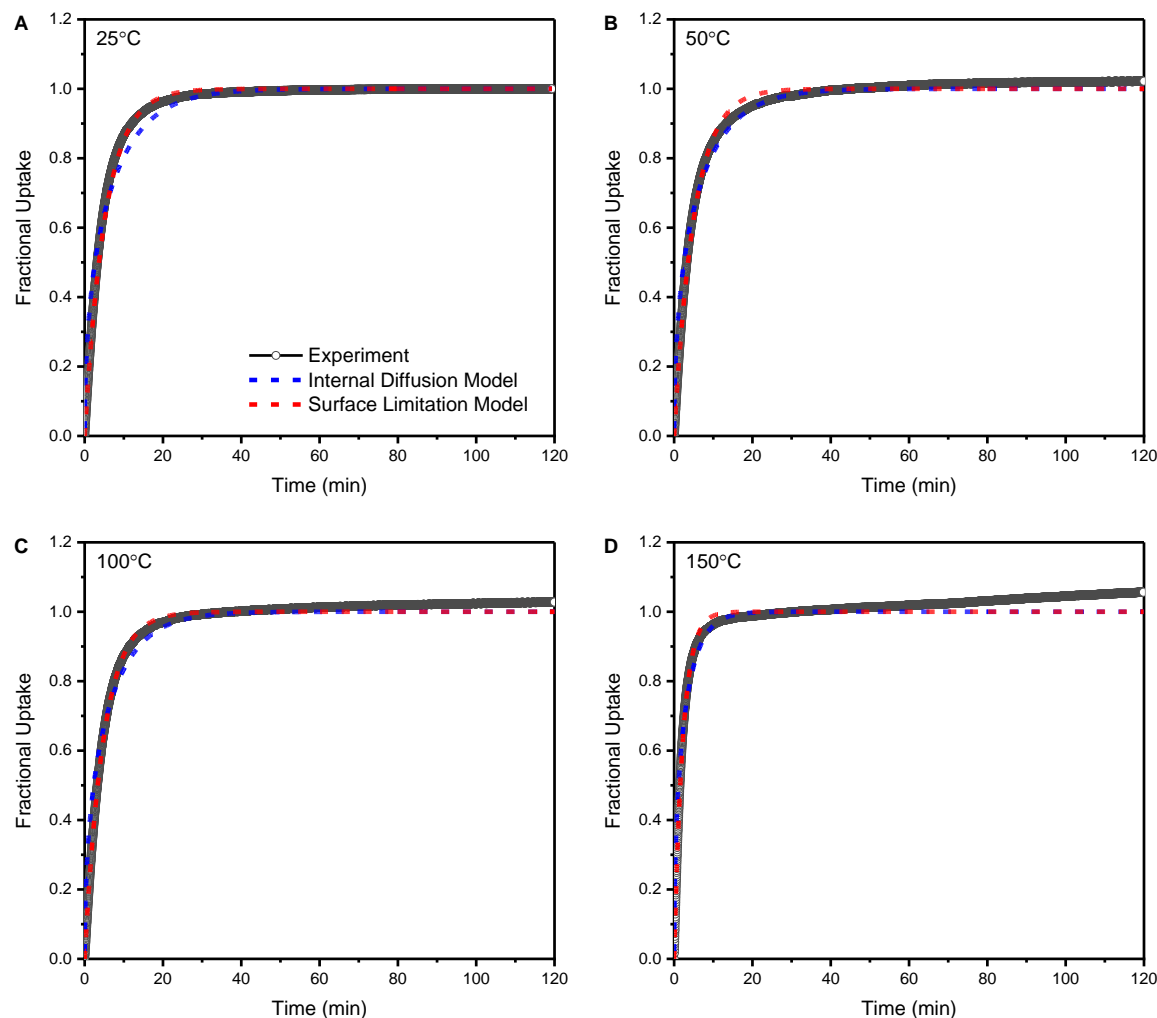 A
25°C
1.2
1.0
0.8
0.6
0.4
0.2
0.0
Fractional Uptake
Experiment
Internal Diffusion Model
Surface Limitation Model
0 20 40 60 80 100 120
Time (min)
B
50°C
1.2
1.0
0.8
0.6
0.4
0.2
0.0
Fractional Uptake
0 20 40 60 80 100 120
Time (min)
C
100°C
1.2
1.0
0.8
0.6
0.4
0.2
0.0
Fractional Uptake
0 20 40 60 80 100 120
Time (min)
D
150°C
1.2
1.0
0.8
0.6
0.4
0.2
0.0
Fractional Uptake
0 20 40 60 80 100 120
Time (min)